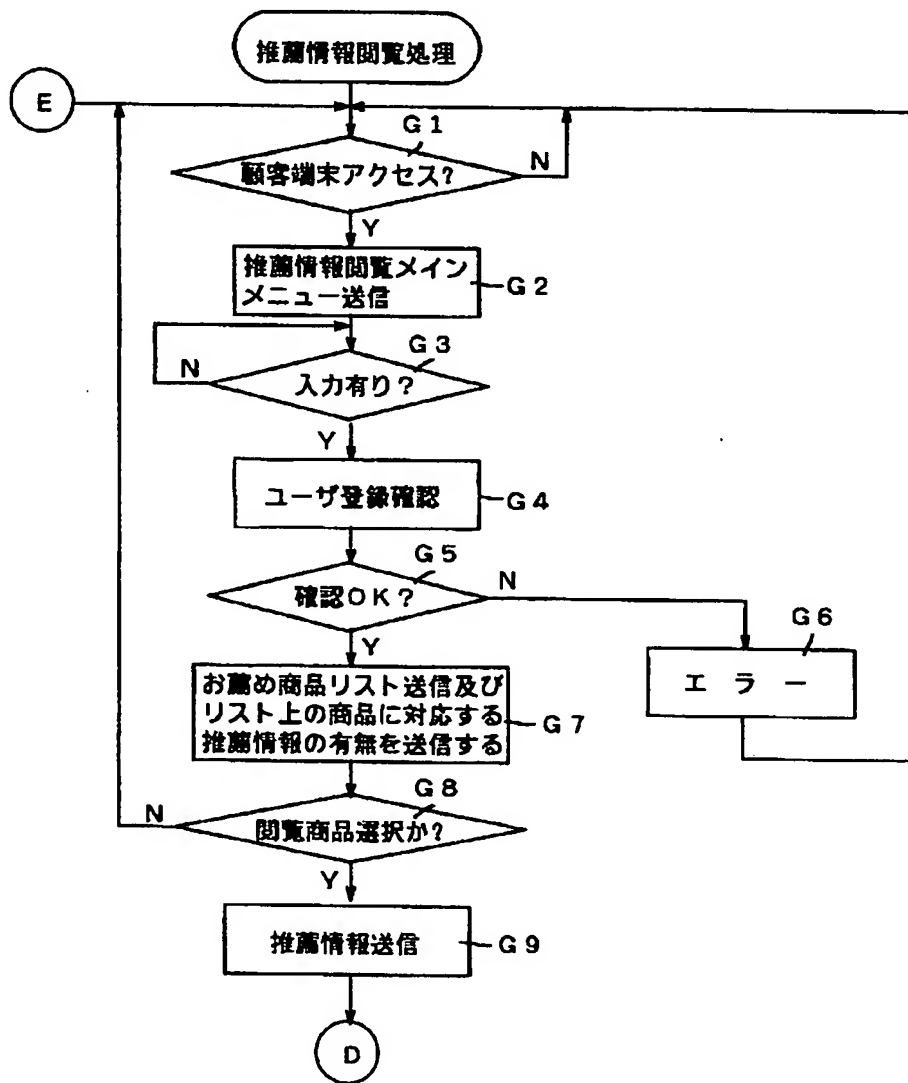 推薦情報閲覧処理
E
G1
顧客端末アクセス?
N
Y
推薦情報閲覧メイン
メニュー送信
G2
G3
N
入力有り?
Y
ユーザ登録確認
G4
G5
確認OK?
N
Y
G6
エラー
お薦め商品リスト送信及び
リスト上の商品に対応する
推薦情報の有無を送信する
G7
G8
N
閲覧商品選択か?
Y
推薦情報送信
G9
D